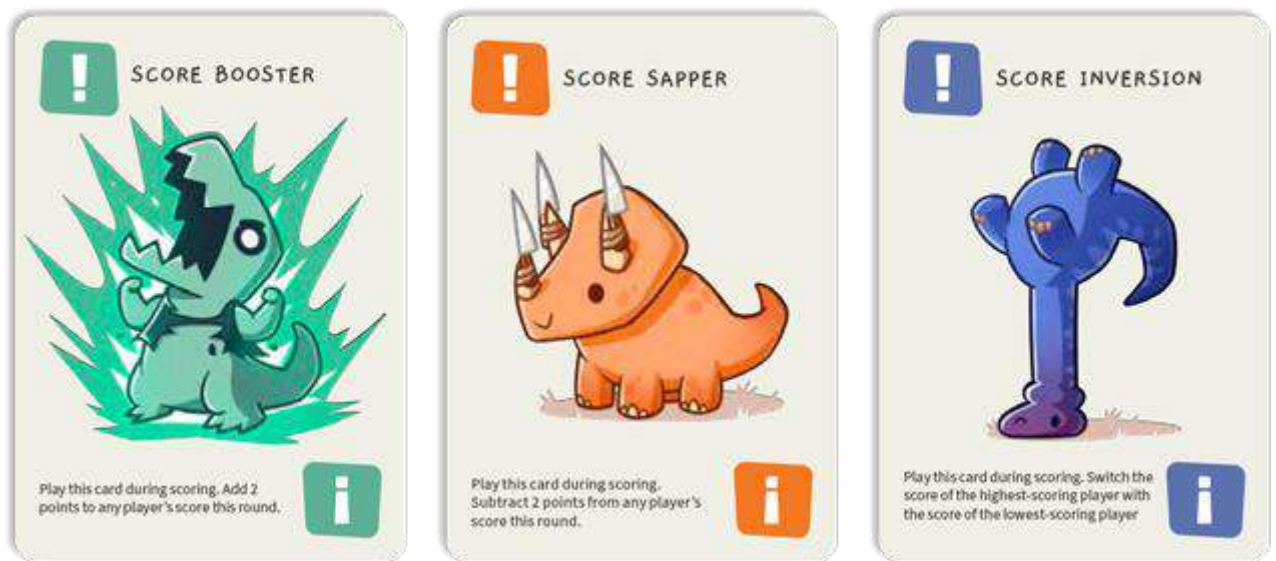 !
SCORE BOOSTER
Play this card during scoring. Add 2
points to any player's score this round.
i
!
SCORE SAPPER
Play this card during scoring.
Subtract 2 points from any player's
score this round.
i
!
SCORE INVERSION
Play this card during scoring. Switch the
score of the highest-scoring player with
the score of the lowest-scoring player
i